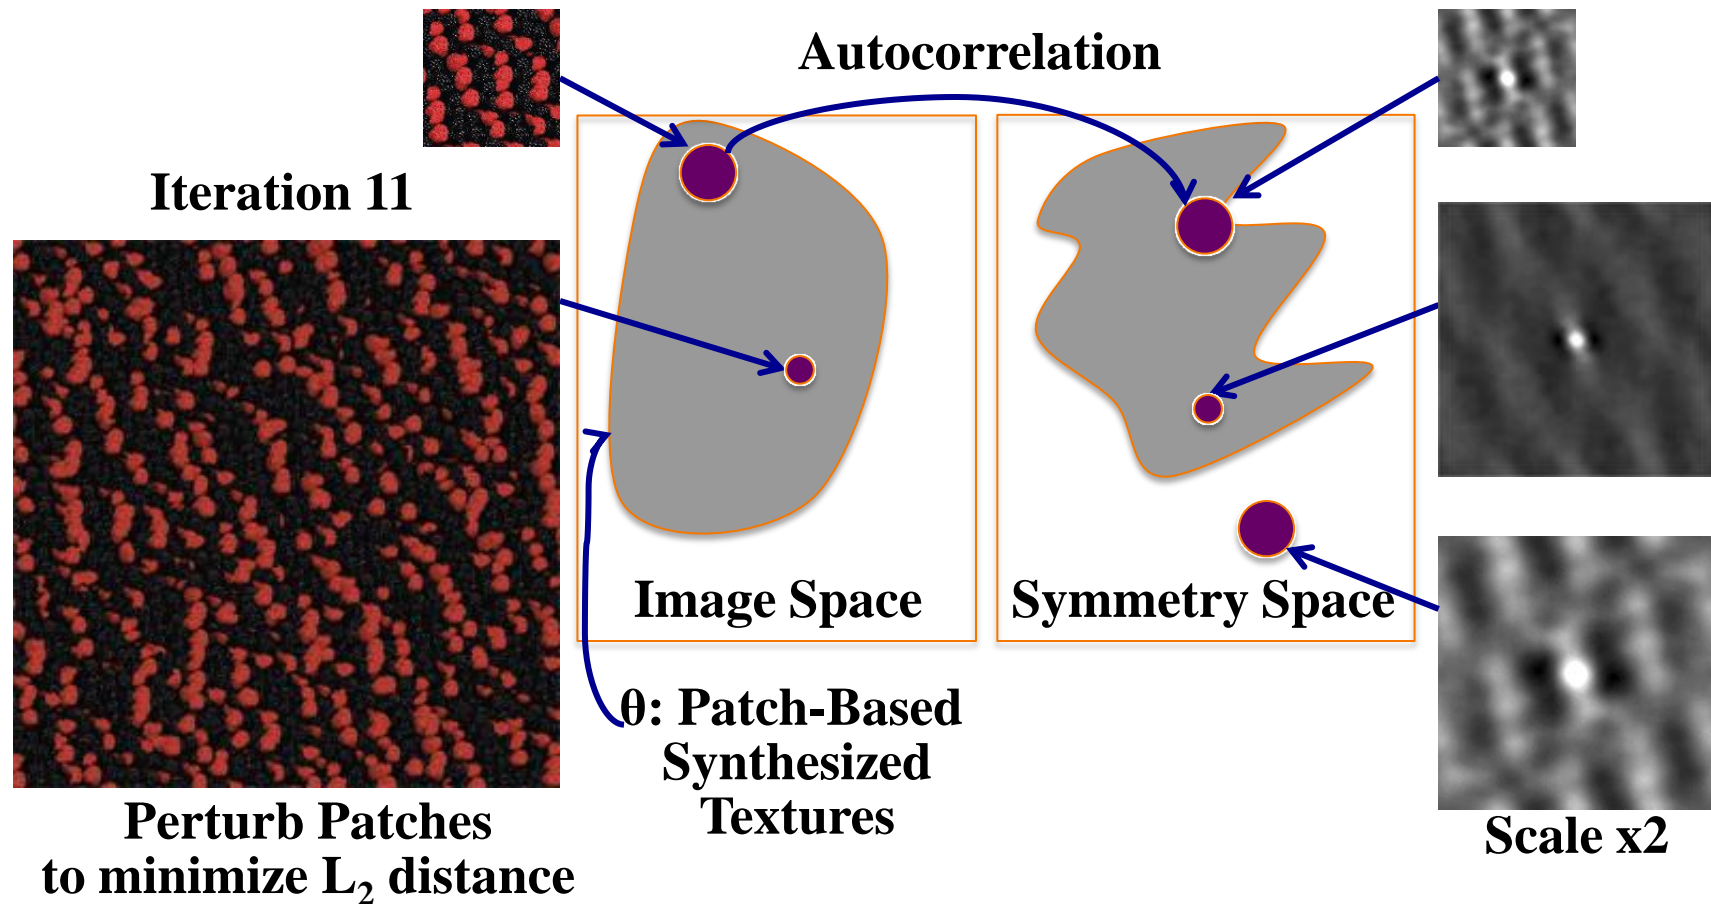 Autocorrelation
Iteration 11
Image Space
Symmetry Space
θ: Patch-Based
Synthesized
Textures
Perturb Patches
to minimize L₂ distance
Scale x2